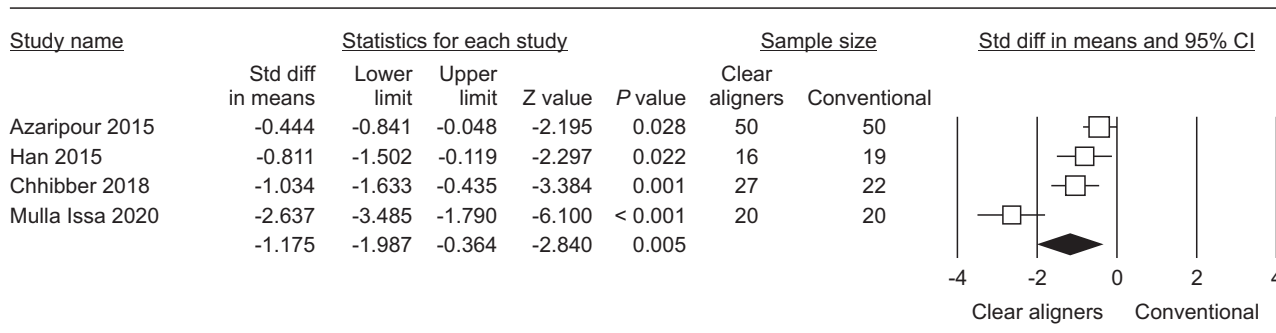 Study name Statistics for each study Sample size Std diff in means and 95% CI
Std diff Lower Upper Clear
in means limit limit Z value P value aligners Conventional
Azaripour 2015 -0.444 -0.841 -0.048 -2.195 0.028 50 50
Han 2015 -0.811 -1.502 -0.119 -2.297 0.022 16 19
Chhibber 2018 -1.034 -1.633 -0.435 -3.384 0.001 27 22
Mulla Issa 2020 -2.637 -3.485 -1.790 -6.100 < 0.001 20 20
-1.175 -1.987 -0.364 -2.840 0.005
-4 -2 0 2 4
Clear aligners Conventional